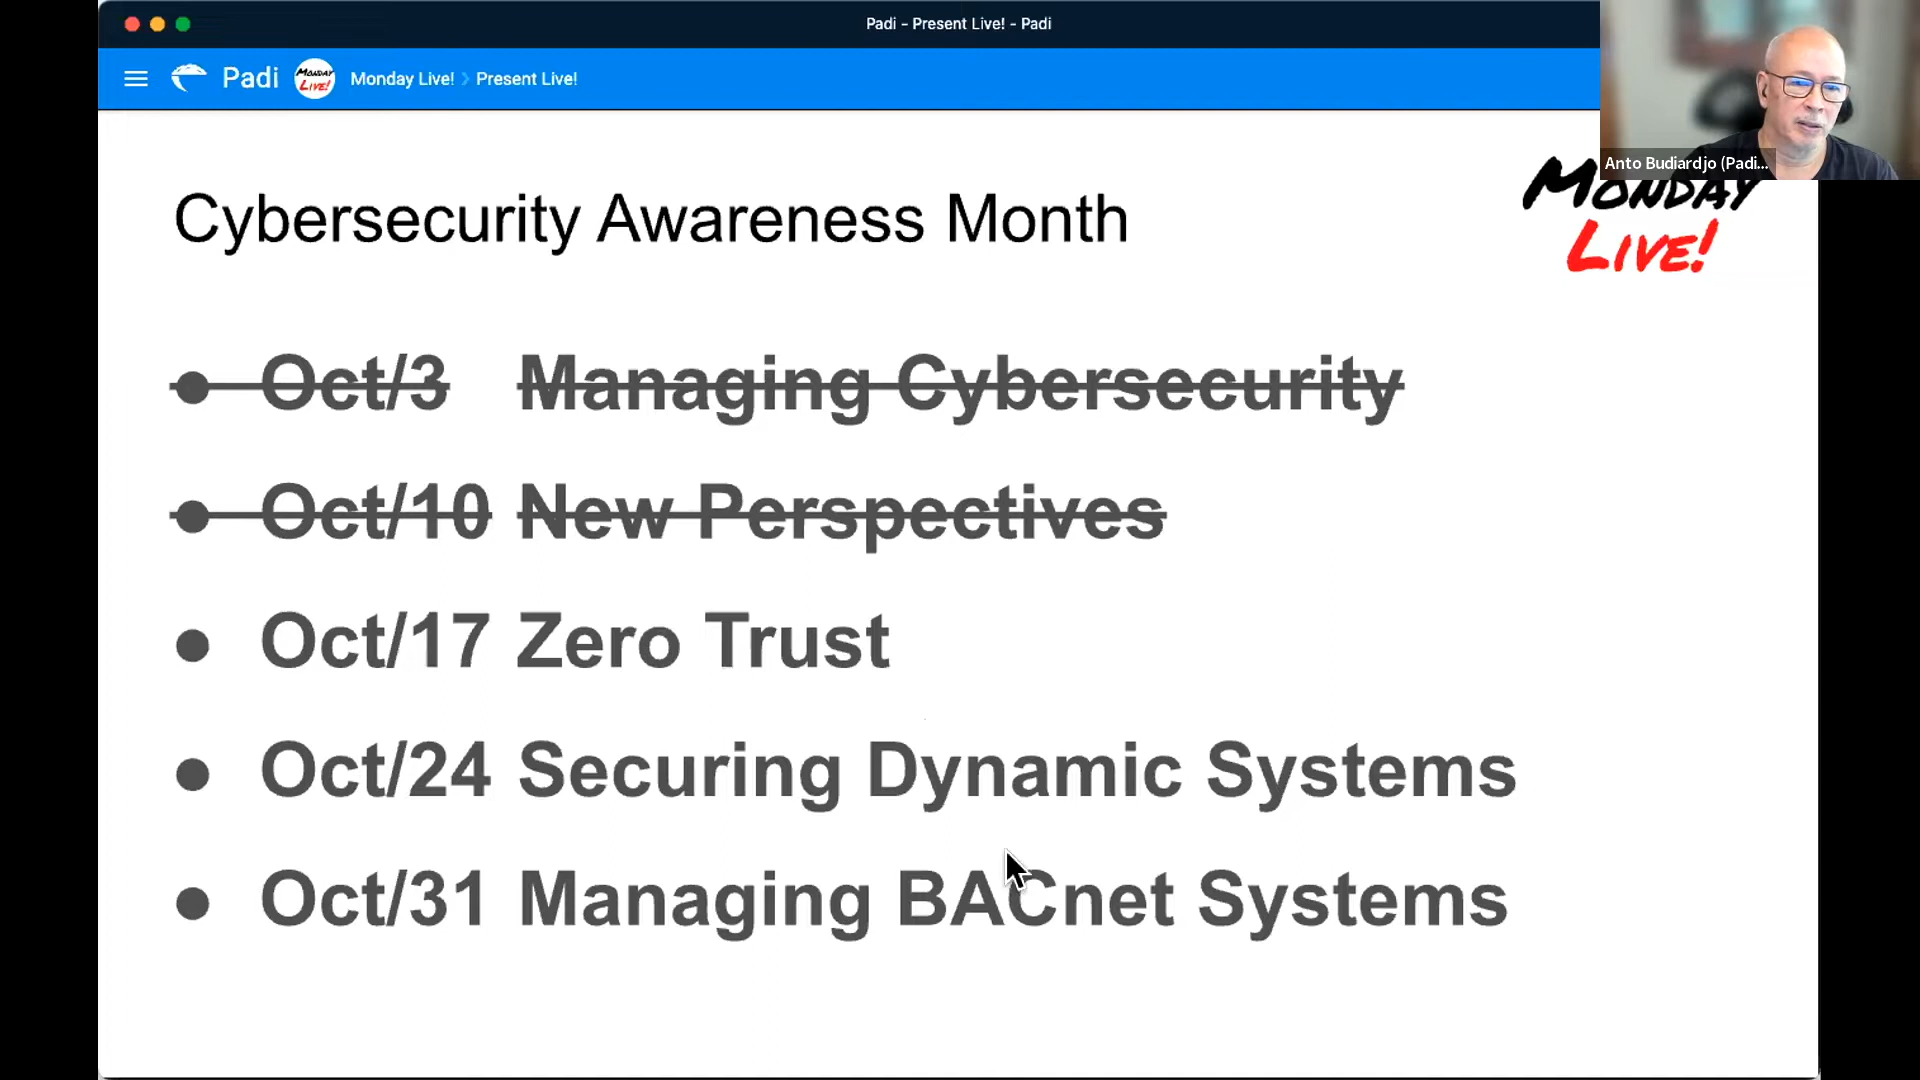 Padi - Present Live! - Padi
Padi MONDAY LIVE! Monday Live! > Present Live!
Anto Budiardjo (Padi...
MONDAY
LIVE!
Cybersecurity Awareness Month
● Oct/3 Managing Cybersecurity
● Oct/10 New Perspectives
● Oct/17 Zero Trust
● Oct/24 Securing Dynamic Systems
● Oct/31 Managing BACnet Systems